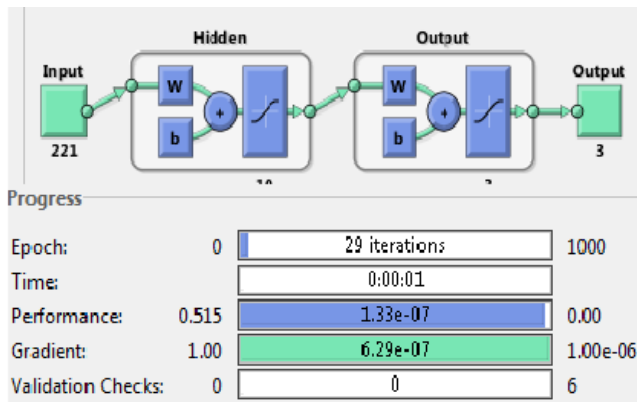 Hidden Output
Input Output
W W
+ +
b b
221 3
Progress
Epoch: 0 29 iterations 1000
Time: 0:00:01
Performance: 0.515 1.33e-07 0.00
Gradient: 1.00 6.29e-07 1.00e-06
Validation Checks: 0 0 6